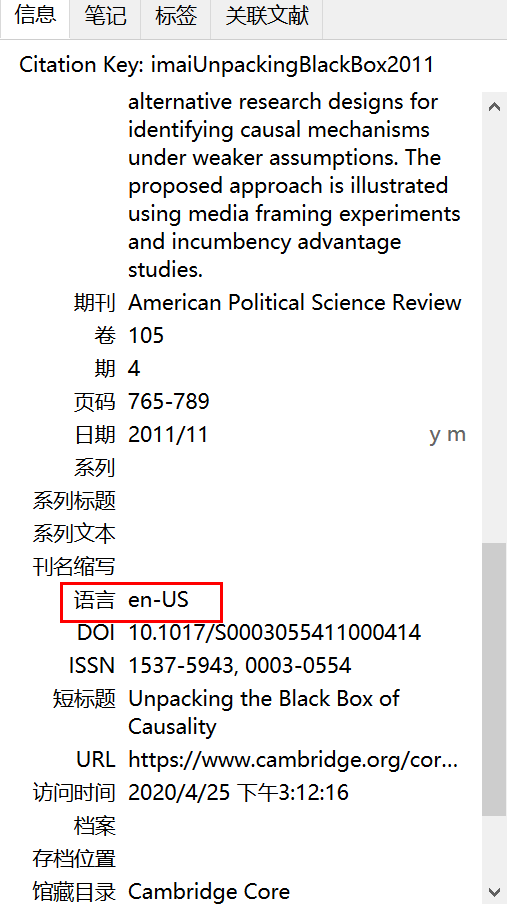 信息 笔记 标签 关联文献
Citation Key: imaiUnpackingBlackBox2011
alternative research designs for
identifying causal mechanisms
under weaker assumptions. The
proposed approach is illustrated
using media framing experiments
and incumbency advantage
studies.
期刊 American Political Science Review
卷 105
期 4
页码 765-789
日期 2011/11 y m
系列
系列标题
系列文本
刊名缩写
语言 en-US
DOI 10.1017/S0003055411000414
ISSN 1537-5943, 0003-0554
短标题 Unpacking the Black Box of
Causality
URL https://www.cambridge.org/cor...
访问时间 2020/4/25 下午3:12:16
档案
存档位置
馆藏目录 Cambridge Core